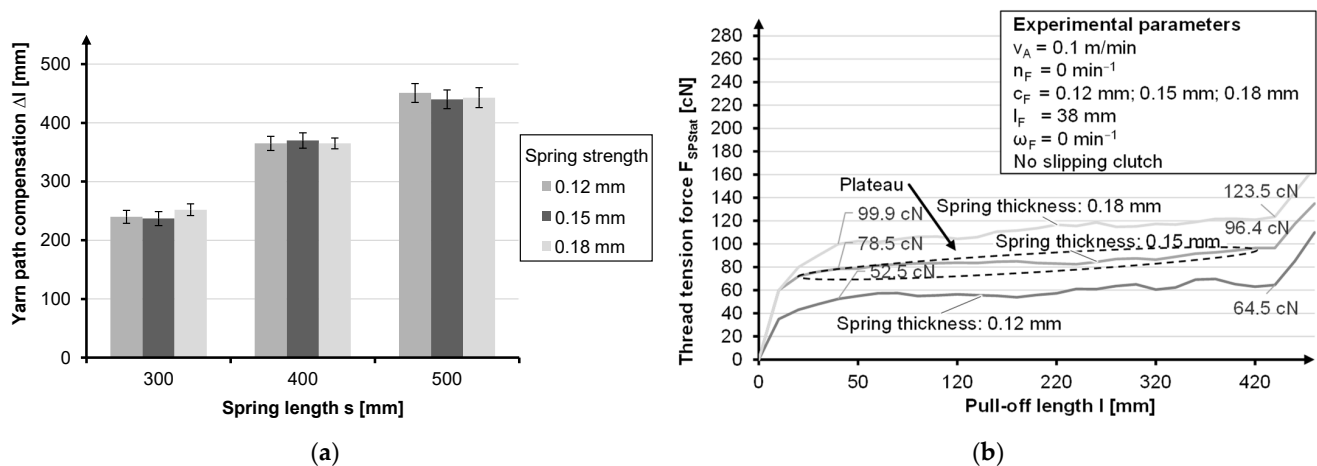 Yarn path compensation Δl [mm]
500
400
300
200
100
0
300
400
500
Spring length s [mm]
Spring strength
0.12 mm
0.15 mm
0.18 mm
(a)
Thread tension force F_SPStat [cN]
280
260
240
220
200
180
160
140
120
100
80
60
40
20
0
Experimental parameters
v_A = 0.1 m/min
n_F = 0 min⁻¹
c_F = 0.12 mm; 0.15 mm; 0.18 mm
l_F = 38 mm
ω_F = 0 min⁻¹
No slipping clutch
Plateau
99.9 cN
78.5 cN
52.5 cN
Spring thickness: 0.18 mm
Spring thickness: 0.15 mm
Spring thickness: 0.12 mm
123.5 cN
96.4 cN
64.5 cN
0
50
120
220
320
420
Pull-off length l [mm]
(b)